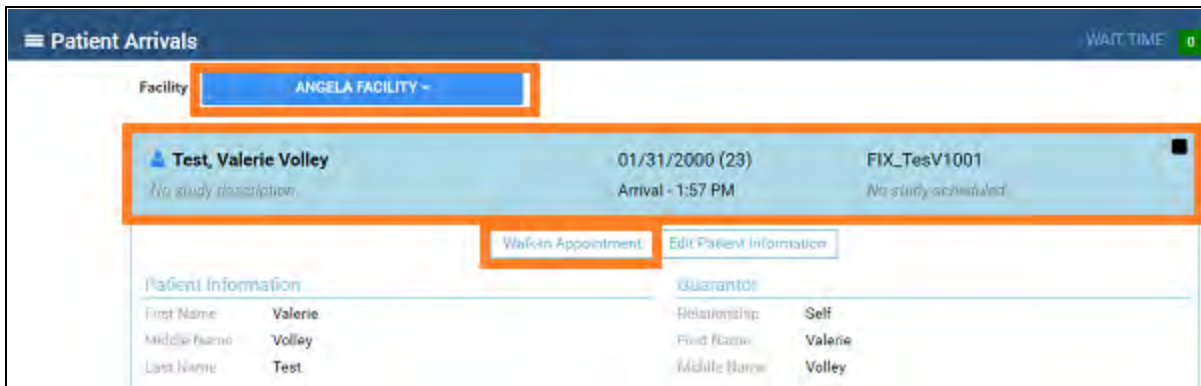 Patient Arrivals
WAIT TIME 0
Facility ANGELA FACILITY
Test, Valerie Volley 01/31/2000 (23) FIX_TesV1001
No study description Arrival - 1:57 PM No study scheduled
Walk-In Appointment Edit Patient Information
Patient Information Guarantor
First Name Valerie Relationship Self
Middle Name Volley First Name Valerie
Last Name Test Middle Name Volley